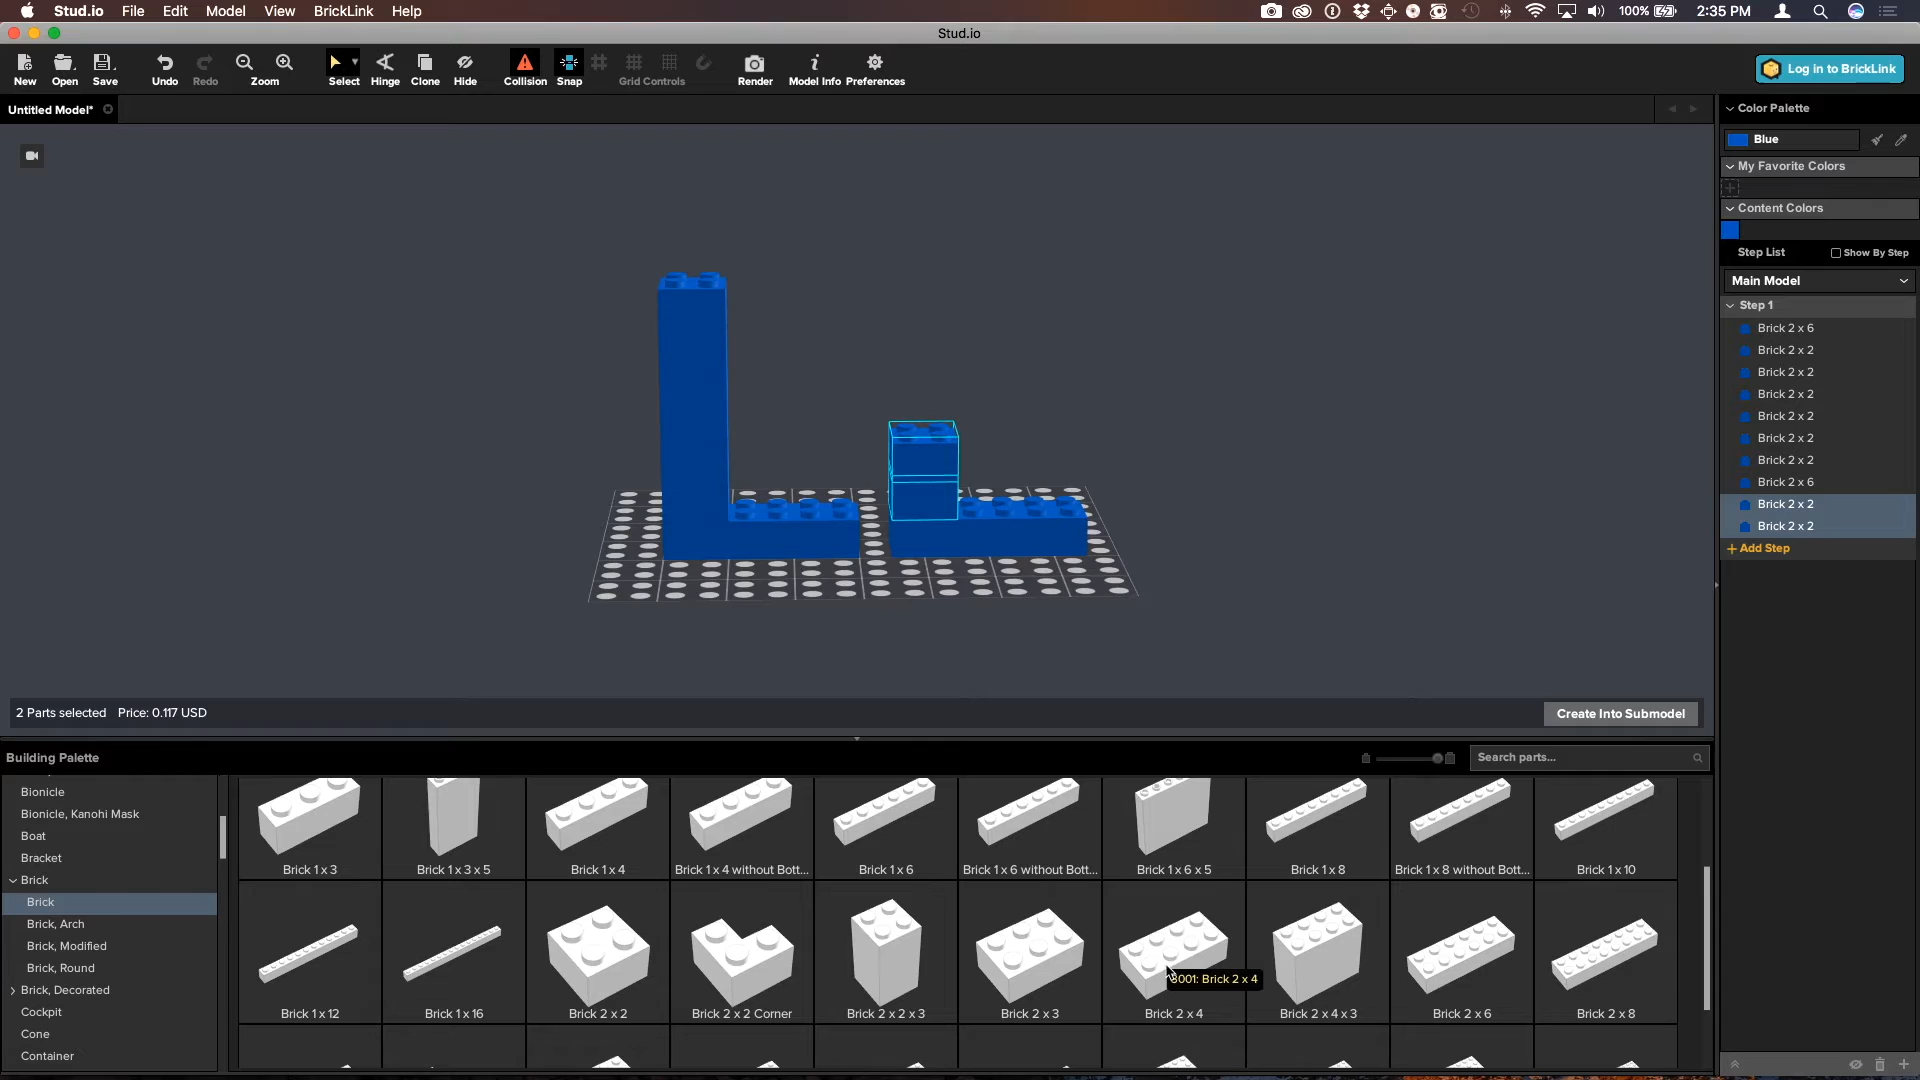 Stud.io File Edit Model View BrickLink Help 100% 2:35 PM
Stud.io
New Open Save Undo Redo Zoom Select Hinge Clone Hide Collision Snap Grid Controls Render Model Info Preferences
Log in to BrickLink
Untitled Model*
Color Palette
Blue
My Favorite Colors
Content Colors
Step List Show By Step
Main Model
Step 1
Brick 2 x 6
Brick 2 x 2
Brick 2 x 2
Brick 2 x 2
Brick 2 x 2
Brick 2 x 2
Brick 2 x 2
Brick 2 x 6
Brick 2 x 2
Brick 2 x 2
+ Add Step
2 Parts selected Price: 0.117 USD
Create Into Submodel
Building Palette
Search parts...
Bionicle
Bionicle, Kanohi Mask
Boat
Bracket
Brick
Brick
Brick, Arch
Brick, Modified
Brick, Round
Brick, Decorated
Cockpit
Cone
Container
Brick 1 x 3 Brick 1 x 3 x 5 Brick 1 x 4 Brick 1 x 4 without Bott... Brick 1 x 6 Brick 1 x 6 without Bott... Brick 1 x 6 x 5 Brick 1 x 8 Brick 1 x 8 without Bott... Brick 1 x 10
3001: Brick 2 x 4
Brick 1 x 12 Brick 1 x 16 Brick 2 x 2 Brick 2 x 2 Corner Brick 2 x 2 x 3 Brick 2 x 3 Brick 2 x 4 Brick 2 x 4 x 3 Brick 2 x 6 Brick 2 x 8